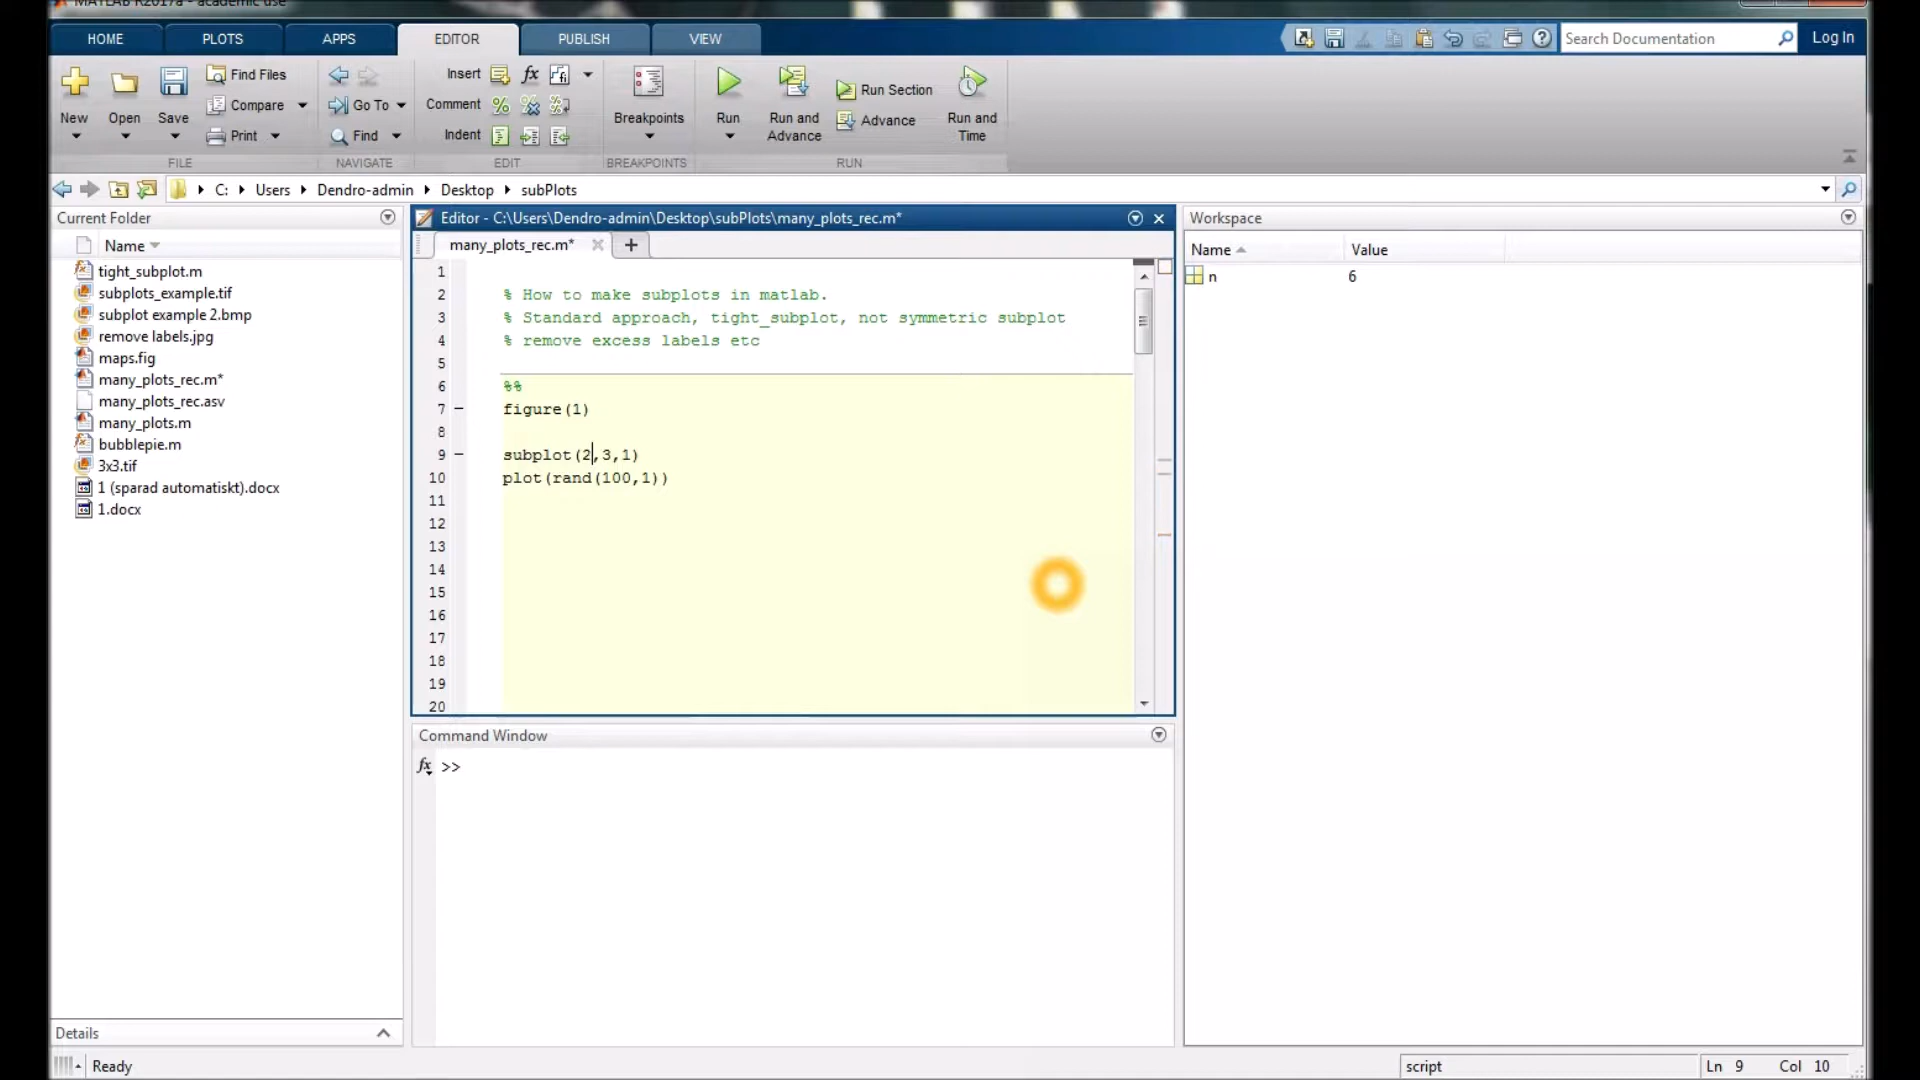 MATLAB R2017a - academic use
HOME PLOTS APPS EDITOR PUBLISH VIEW Search Documentation Log In
New Open Save Find Files Compare Print
Go To Find
Insert fx
Comment
Indent
Breakpoints
Run Run and Advance Run Section Advance Run and Time
FILE NAVIGATE EDIT BREAKPOINTS RUN
C: Users Dendro-admin Desktop subPlots
Current Folder
Name
tight_subplot.m
subplots_example.tif
subplot example 2.bmp
remove labels.jpg
maps.fig
many_plots_rec.m*
many_plots_rec.asv
many_plots.m
bubblepie.m
3x3.tif
1 (sparad automatiskt).docx
1.docx
Details
Editor - C:\Users\Dendro-admin\Desktop\subPlots\many_plots_rec.m*
many_plots_rec.m* +
1
2 % How to make subplots in matlab.
3 % Standard approach, tight_subplot, not symmetric subplot
4 % remove excess labels etc
5
6 %%
7 – figure(1)
8
9 – subplot(2,3,1)
10 plot(rand(100,1))
11
12
13
14
15
16
17
18
19
20
Command Window
fx >>
Workspace
Name Value
n 6
Ready script Ln 9 Col 10